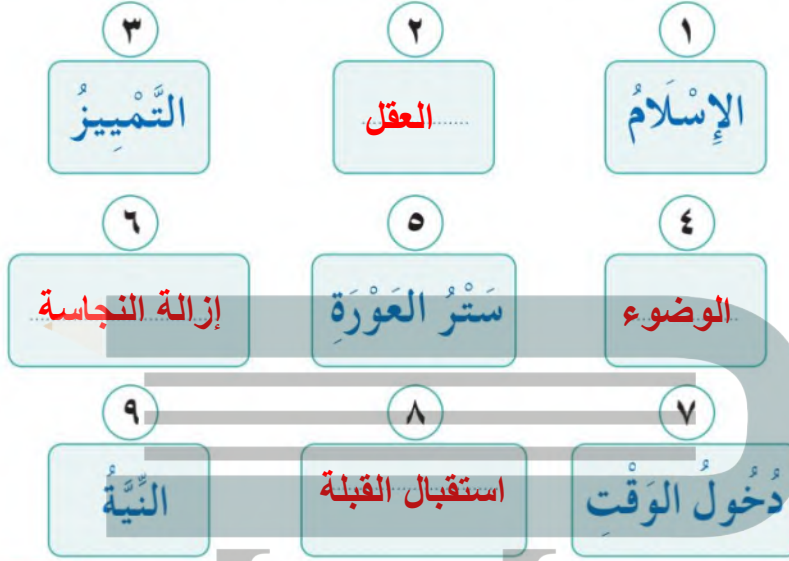 ١ ٢ ٣
الإِسْلَامُ العقل التَّمْيِيزُ
٤ ٥ ٦
الوضوء سَتْرُ العَوْرَةِ إزالة النجاسة
٧ ٨ ٩
دُخُولُ الوَقْتِ استقبال القبلة النِّيَّةُ